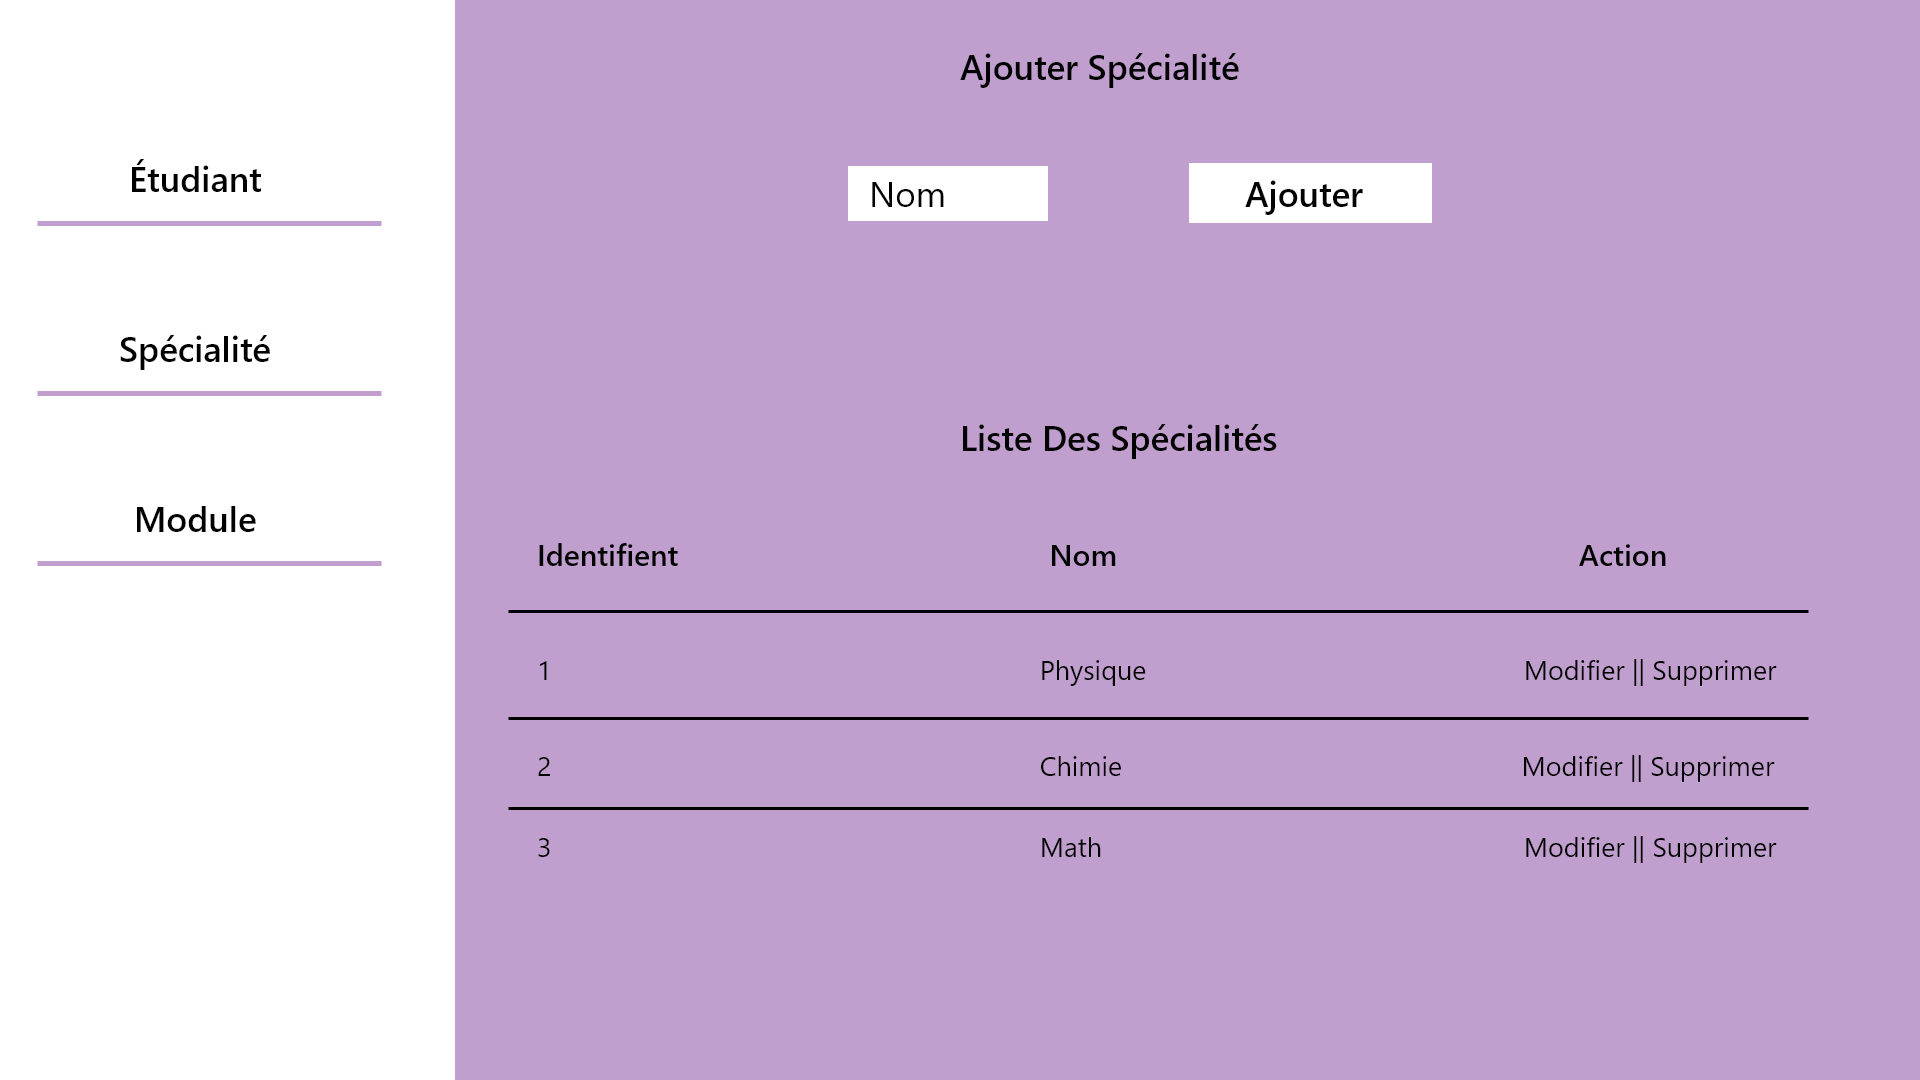 Étudiant
Spécialité
Module
Ajouter Spécialité
Nom Ajouter
Liste Des Spécialités
Identifient Nom Action
1 Physique Modifier || Supprimer
2 Chimie Modifier || Supprimer
3 Math Modifier || Supprimer